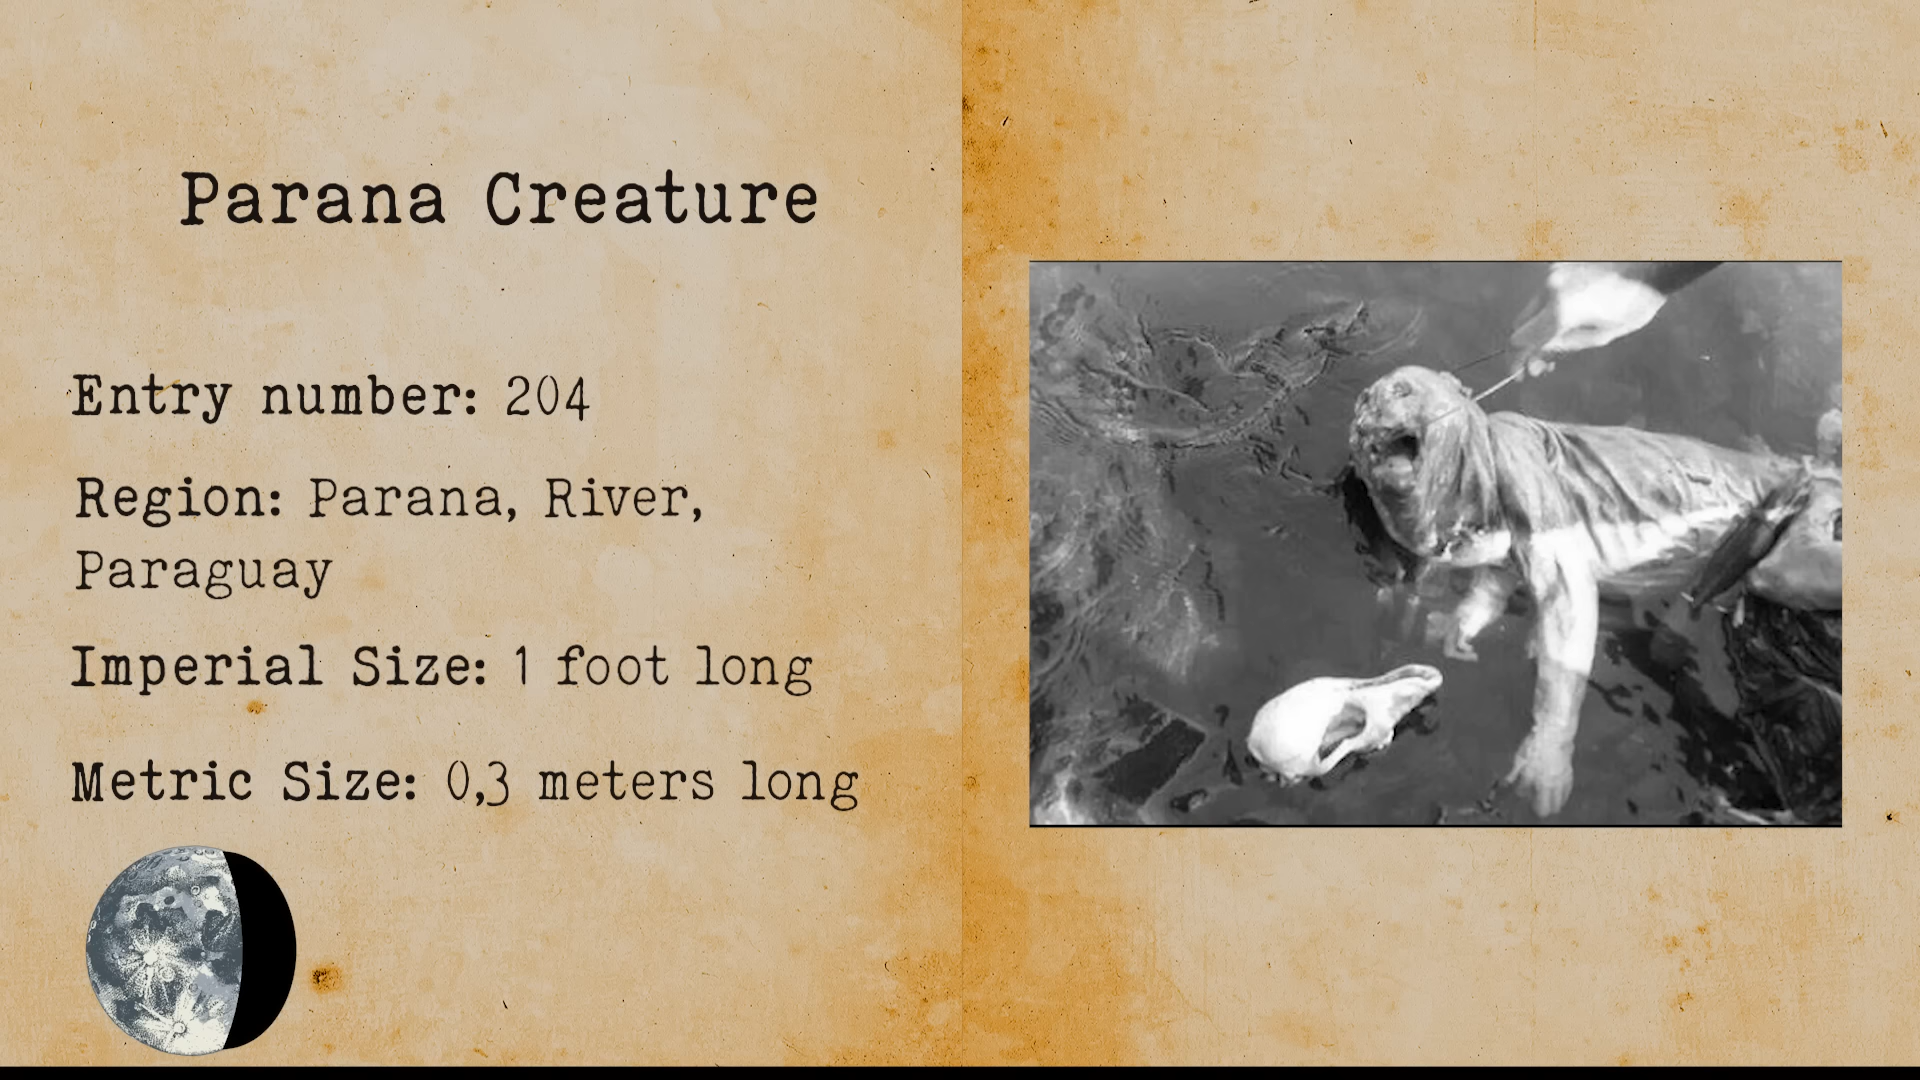 Parana Creature
Entry number: 204
Region: Parana, River,
Paraguay
Imperial Size: 1 foot long
Metric Size: 0,3 meters long